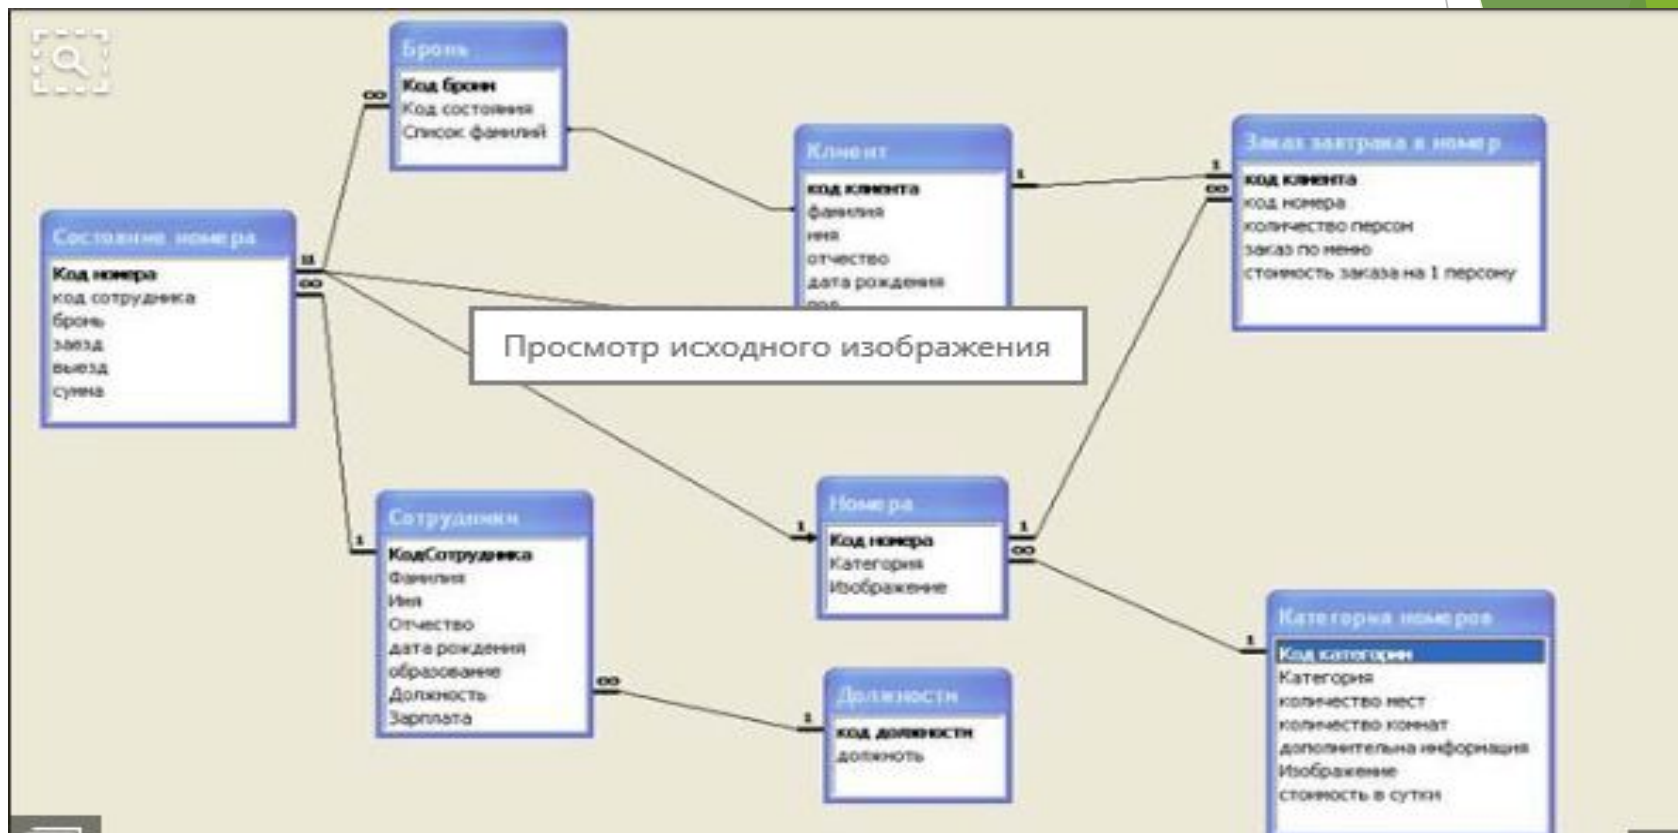 Бронь
Код брони
Код состояния
Список фамилий
Клиент
код клиента
фамилия
имя
отчество
дата рождения
пол
Заказ завтрака в номер
код клиента
код номера
количество персон
заказ по меню
стоимость заказа на 1 персону
Состояние номера
Код номера
код сотрудника
бронь
заезд
выезд
сумма
Просмотр исходного изображения
Сотрудники
КодСотрудника
Фамилия
Имя
Отчество
дата рождения
образование
Должность
Зарплата
Номера
Код номера
Категория
Изображение
Должности
код должности
должноть
Категория номеров
Код категории
Категория
количество мест
количество комнат
дополнительна информация
Изображение
стоимость в сутки